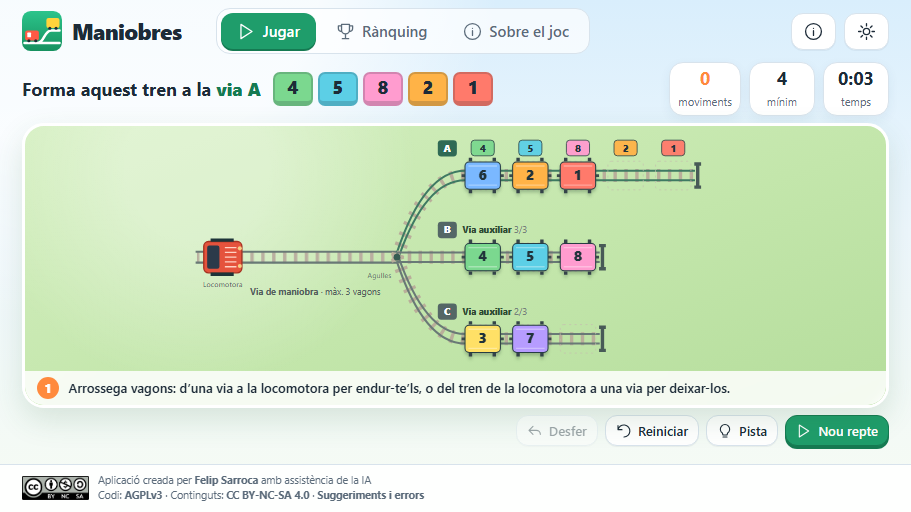 Maniobres
Jugar
Rànquing
Sobre el joc
Forma aquest tren a la via A
4 5 8 2 1
0 moviments
4 mínim
0:03 temps
A 4 5 8 2 1
6 2 1
B Via auxiliar 3/3
4 5 8
Locomotora
Agulles
Via de maniobra · màx. 3 vagons
C Via auxiliar 2/3
3 7
1 Arrossega vagons: d’una via a la locomotora per endur-te’ls, o del tren de la locomotora a una via per deixar-los.
Desfer
Reiniciar
Pista
Nou repte
CC BY NC SA
Aplicació creada per Felip Sarroca amb assistència de la IA
Codi: AGPLv3 · Continguts: CC BY-NC-SA 4.0 · Suggeriments i errors